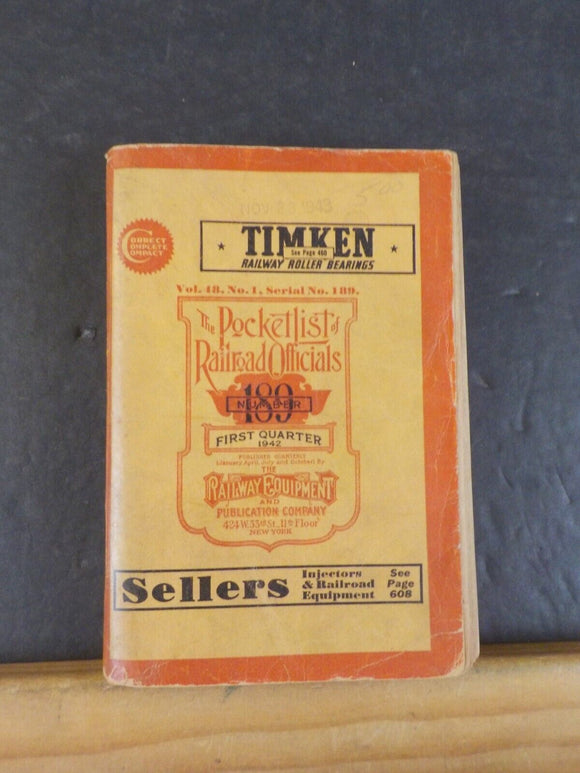 NOV 23 1943
5.00
CORRECT
COMPLETE
COMPACT
★ TIMKEN ★
See Page 460
RAILWAY ROLLER BEARINGS
Vol. 48, No. 1, Serial No. 189.
The Pocket List of
Railroad Officials
189
NUMBER
FIRST QUARTER
1942
PUBLISHED QUARTERLY
(January, April, July and October) By
THE
RAILWAY EQUIPMENT
AND
PUBLICATION COMPANY
424 W. 33rd St., 11th Floor
NEW YORK
Sellers
Injectors
& Railroad
Equipment
See
Page
608